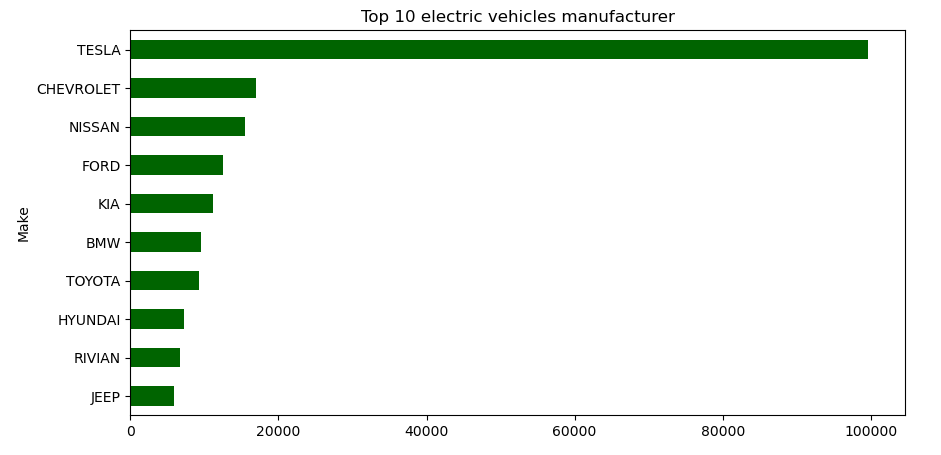 Top 10 electric vehicles manufacturer
TESLA
CHEVROLET
NISSAN
FORD
KIA
BMW
TOYOTA
HYUNDAI
RIVIAN
JEEP
Make
0 20000 40000 60000 80000 100000